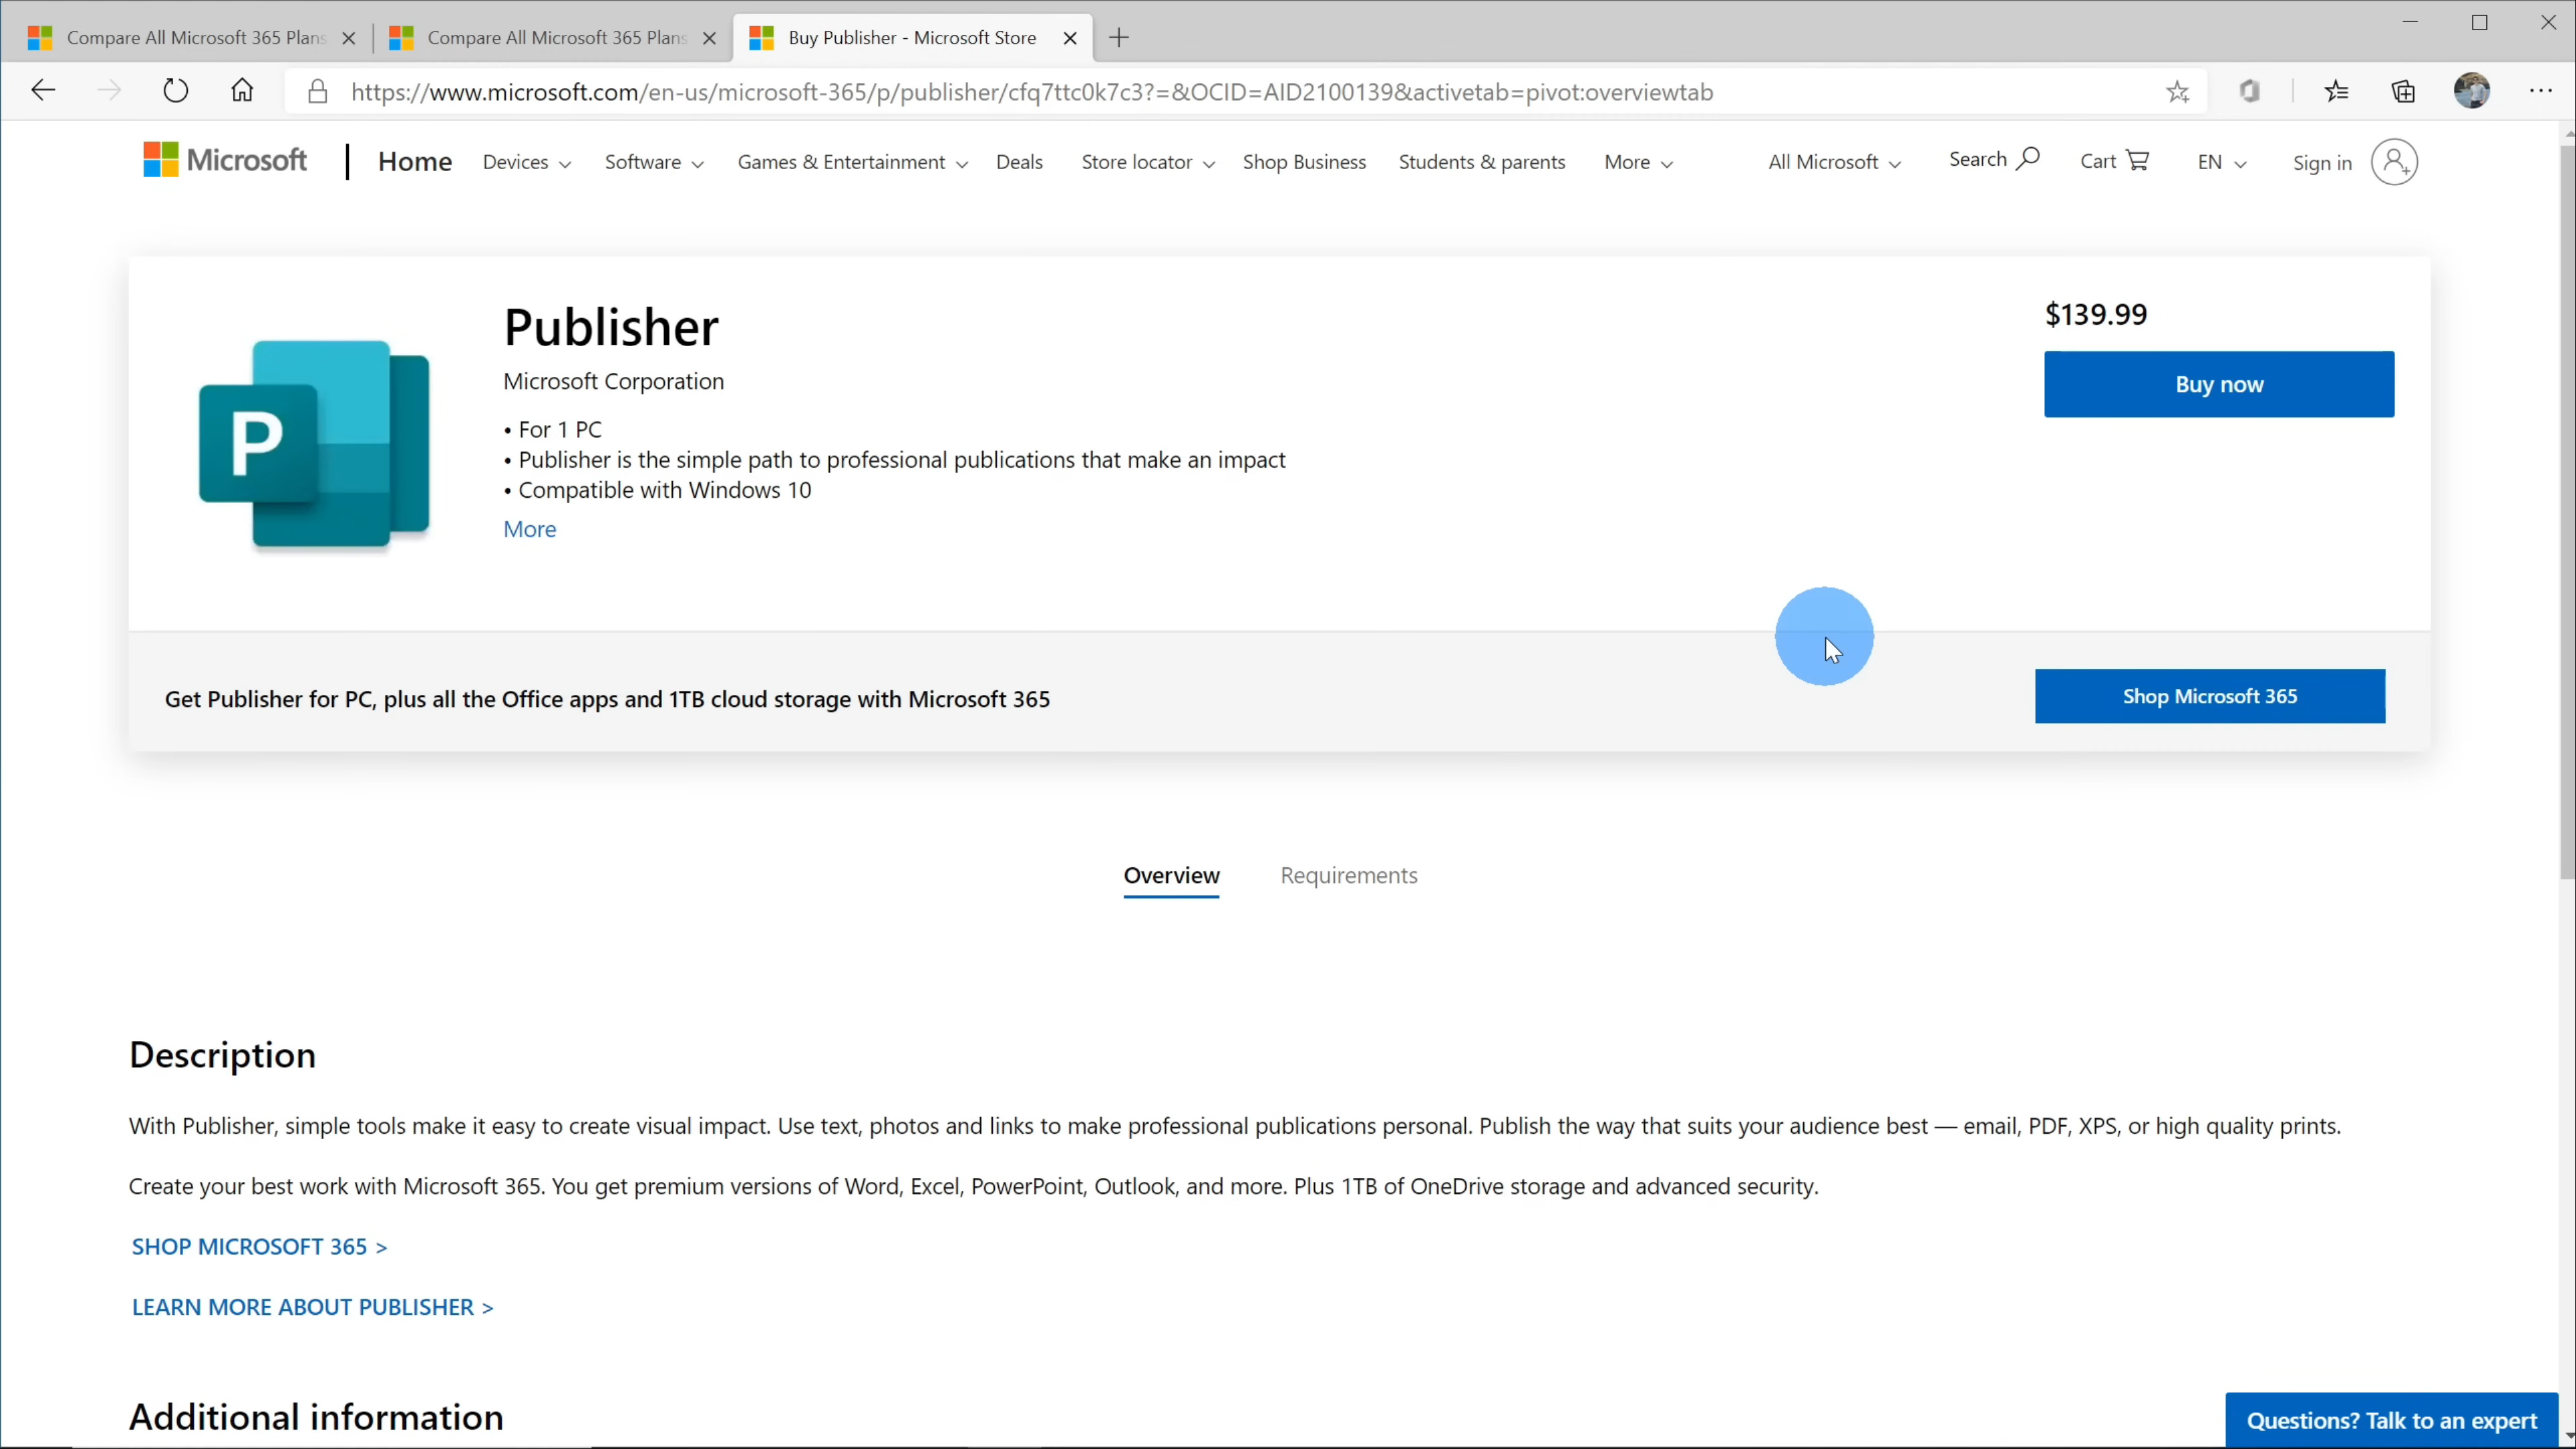 Compare All Microsoft 365 Plans
Compare All Microsoft 365 Plans
Buy Publisher - Microsoft Store
https://www.microsoft.com/en-us/microsoft-365/p/publisher/cfq7ttc0k7c3?=&OCID=AID2100139&activetab=pivot:overviewtab
Microsoft Home Devices Software Games & Entertainment Deals Store locator Shop Business Students & parents More All Microsoft Search Cart EN Sign in
Publisher
$139.99
Microsoft Corporation
Buy now
• For 1 PC
• Publisher is the simple path to professional publications that make an impact
• Compatible with Windows 10
More
P
Get Publisher for PC, plus all the Office apps and 1TB cloud storage with Microsoft 365
Shop Microsoft 365
Overview Requirements
Description
With Publisher, simple tools make it easy to create visual impact. Use text, photos and links to make professional publications personal. Publish the way that suits your audience best — email, PDF, XPS, or high quality prints.
Create your best work with Microsoft 365. You get premium versions of Word, Excel, PowerPoint, Outlook, and more. Plus 1TB of OneDrive storage and advanced security.
SHOP MICROSOFT 365 >
LEARN MORE ABOUT PUBLISHER >
Additional information
Questions? Talk to an expert